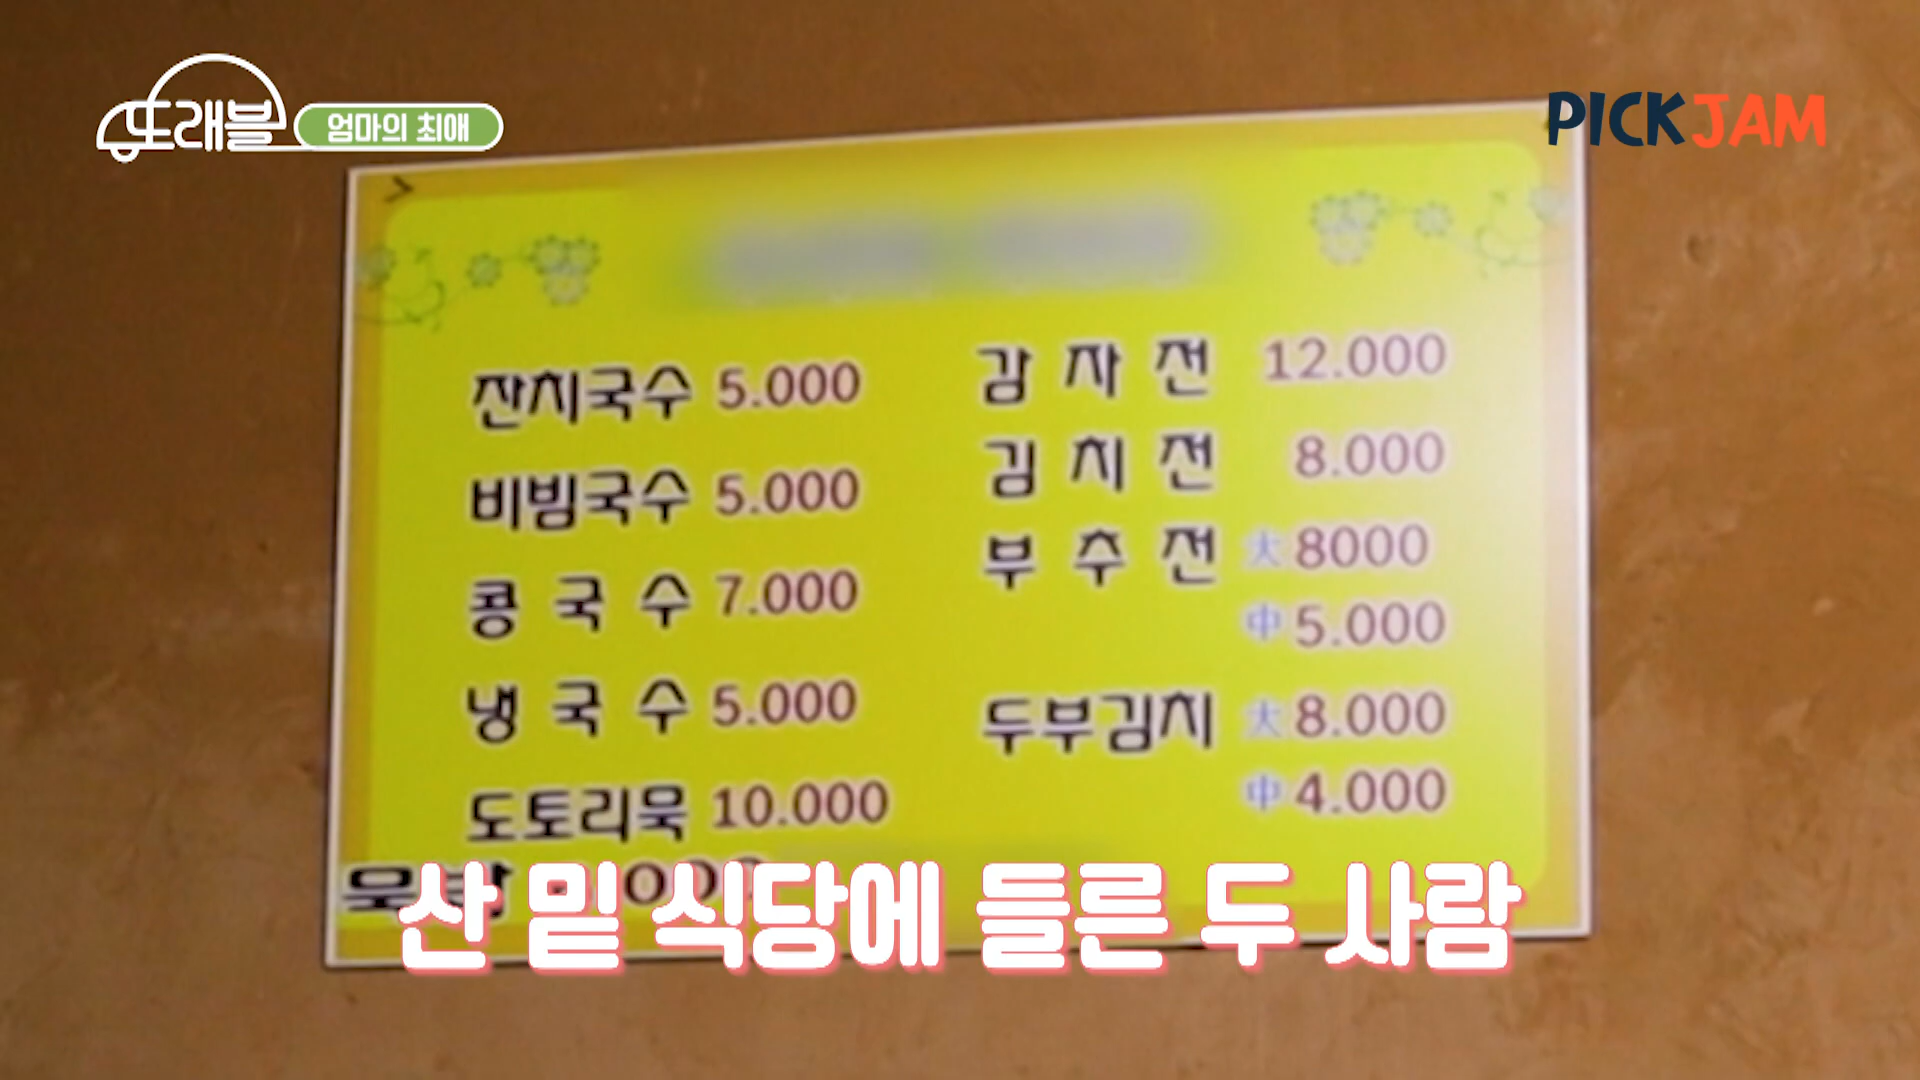 또래블
엄마의 최애
PICKJAM
잔치국수 5.000
비빔국수 5.000
콩 국 수 7.000
냉 국 수 5.000
도토리묵 10.000
감 자 전 12.000
김 치 전 8.000
부 추 전 大 8000
中 5.000
두부김치 大 8.000
中 4.000
산 밑 식당에 들른 두 사람